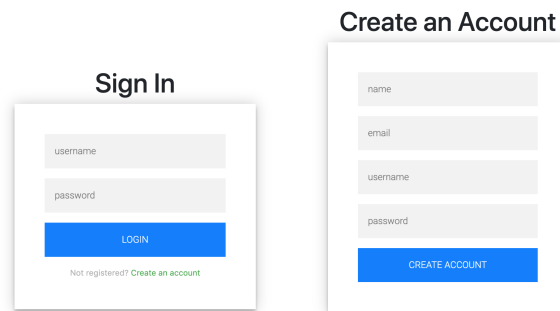 Sign In
username
password
LOGIN
Not registered? Create an account
Create an Account
name
email
username
password
CREATE ACCOUNT